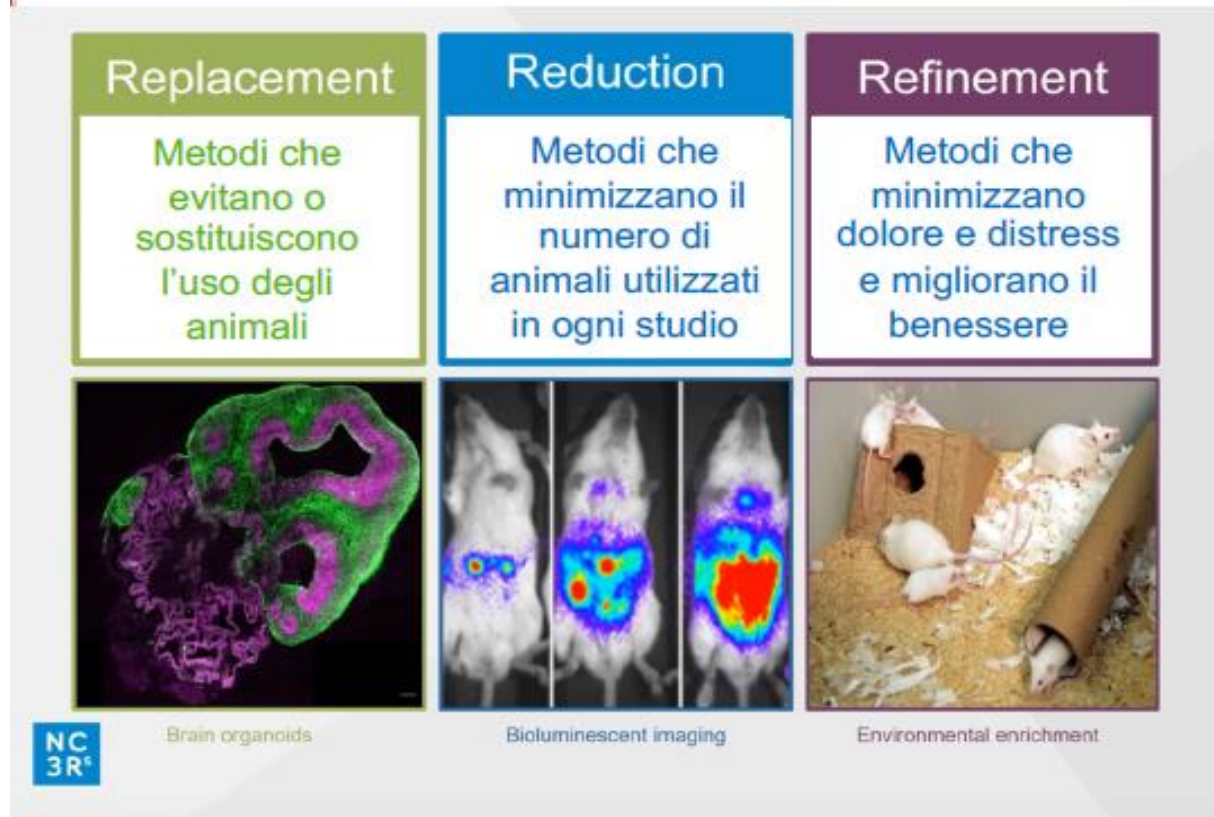 Replacement
Metodi che
evitano o
sostituiscono
l'uso degli
animali
Reduction
Metodi che
minimizzano il
numero di
animali utilizzati
in ogni studio
Refinement
Metodi che
minimizzano
dolore e distress
e migliorano il
benessere
Brain organoids
Bioluminescent imaging
Environmental enrichment
NC
3Rs